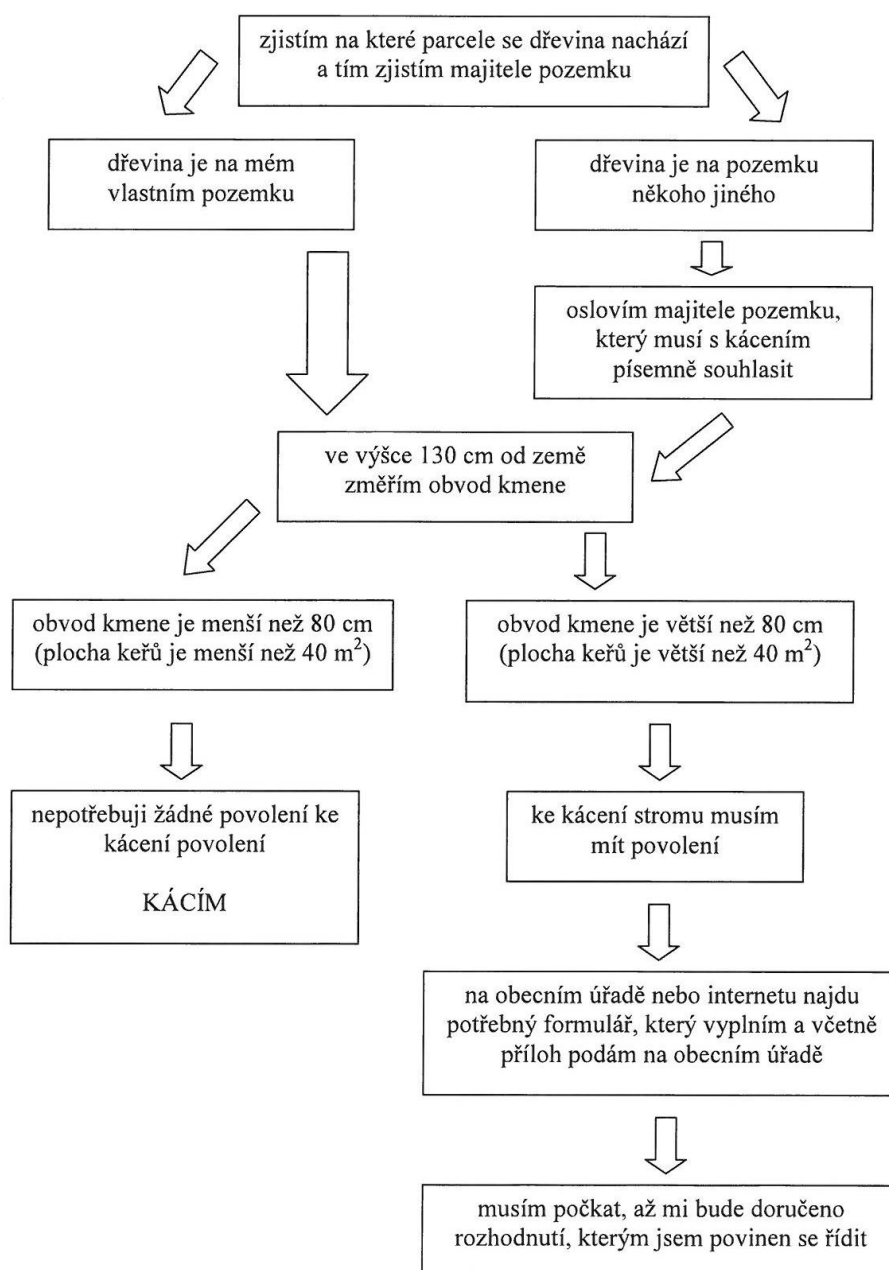 zjistím na které parcele se dřevina nachází
a tím zjistím majitele pozemku
dřevina je na mém
vlastním pozemku
dřevina je na pozemku
někoho jiného
oslovím majitele pozemku,
který musí s kácením
písemně souhlasit
ve výšce 130 cm od země
změřím obvod kmene
obvod kmene je menší než 80 cm
(plocha keřů je menší než 40 m²)
obvod kmene je větší než 80 cm
(plocha keřů je větší než 40 m²)
nepotřebuji žádné povolení ke
kácení povolení
KÁCÍM
ke kácení stromu musím
mít povolení
na obecním úřadě nebo internetu najdu
potřebný formulář, který vyplním a včetně
příloh podám na obecním úřadě
musím počkat, až mi bude doručeno
rozhodnutí, kterým jsem povinen se řídit